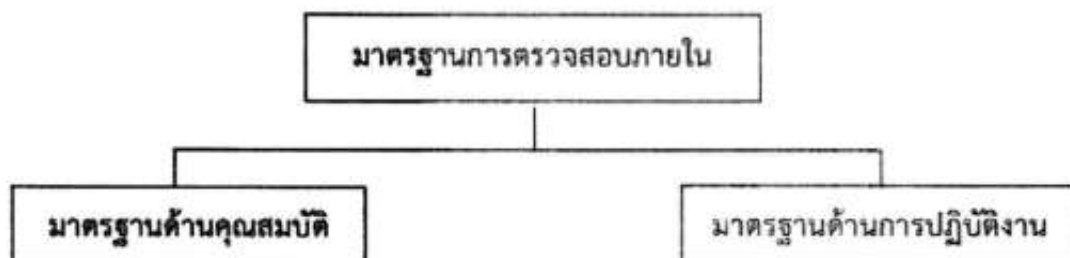 มาตรฐานการตรวจสอบภายใน
มาตรฐานด้านคุณสมบัติ
มาตรฐานด้านการปฏิบัติงาน